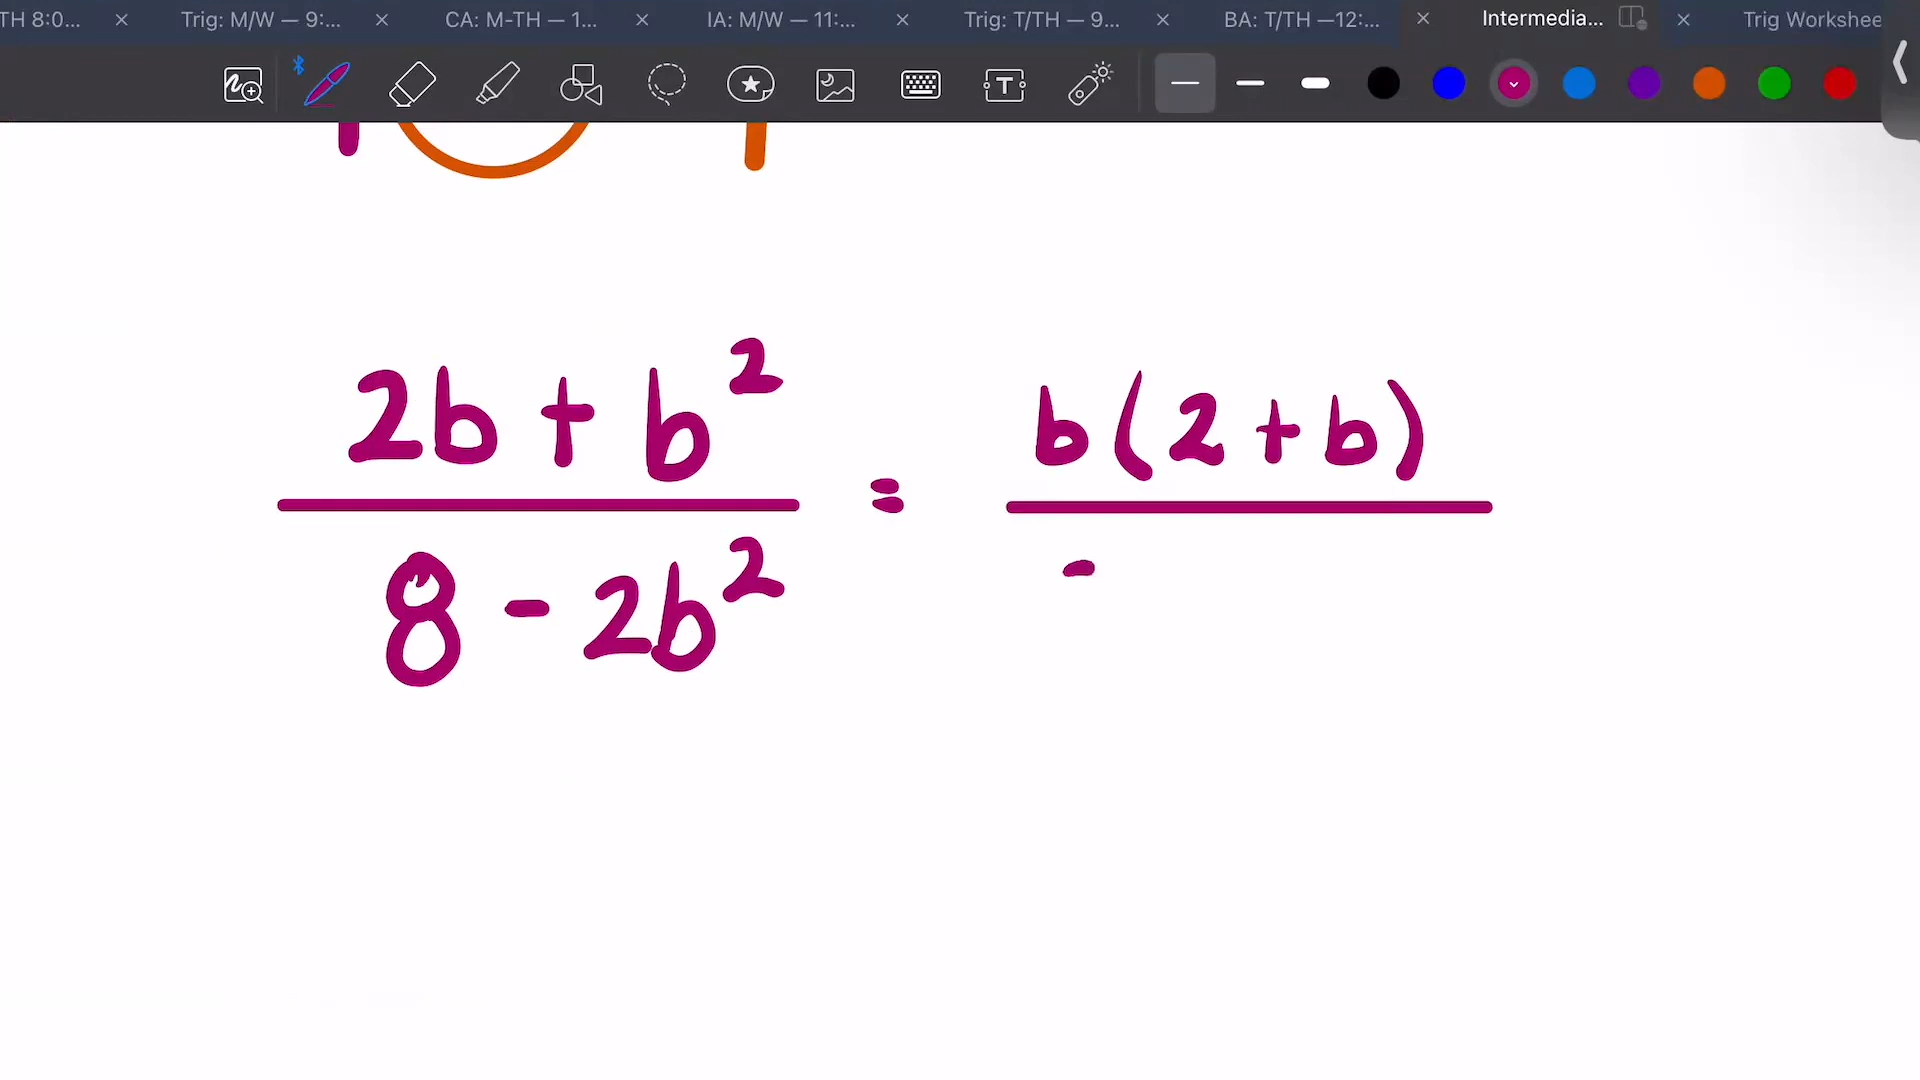 TH 8:0... Trig: M/W — 9:... CA: M-TH — 1... IA: M/W — 11:... Trig: T/TH — 9... BA: T/TH —12:... Intermedia... Trig Workshee
T
2b + b² = b(2 + b)
8 - 2b² -